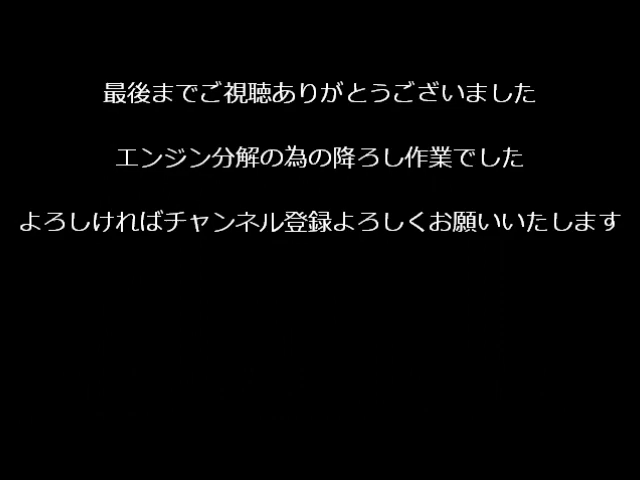 最後までご視聴ありがとうございました
エンジン分解の為の降ろし作業でした
よろしければチャンネル登録よろしくお願いいたします